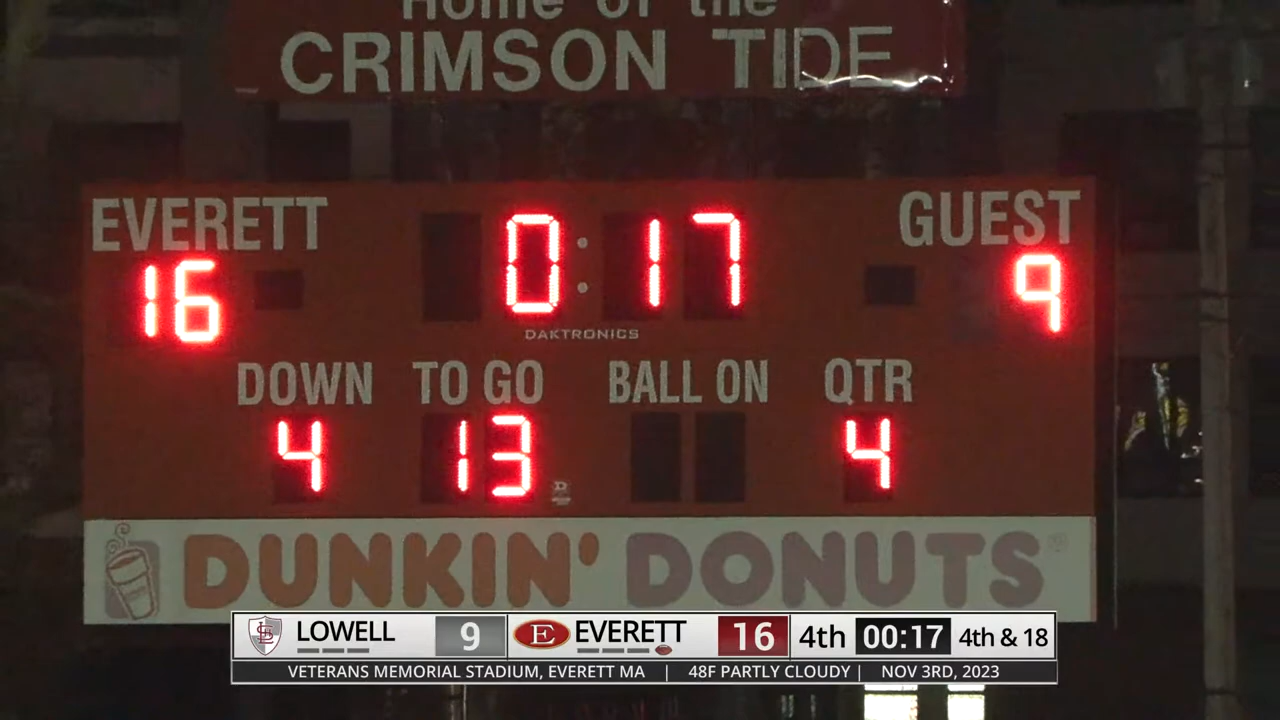 Home of the
CRIMSON TIDE
EVERETT
0:17
GUEST
16
9
DAKTRONICS
DOWN
TO GO
BALL ON
QTR
4
13
4
DUNKIN' DONUTS®
LOWELL 9 E EVERETT 16 4th 00:17 4th & 18
VETERANS MEMORIAL STADIUM, EVERETT MA | 48F PARTLY CLOUDY | NOV 3RD, 2023